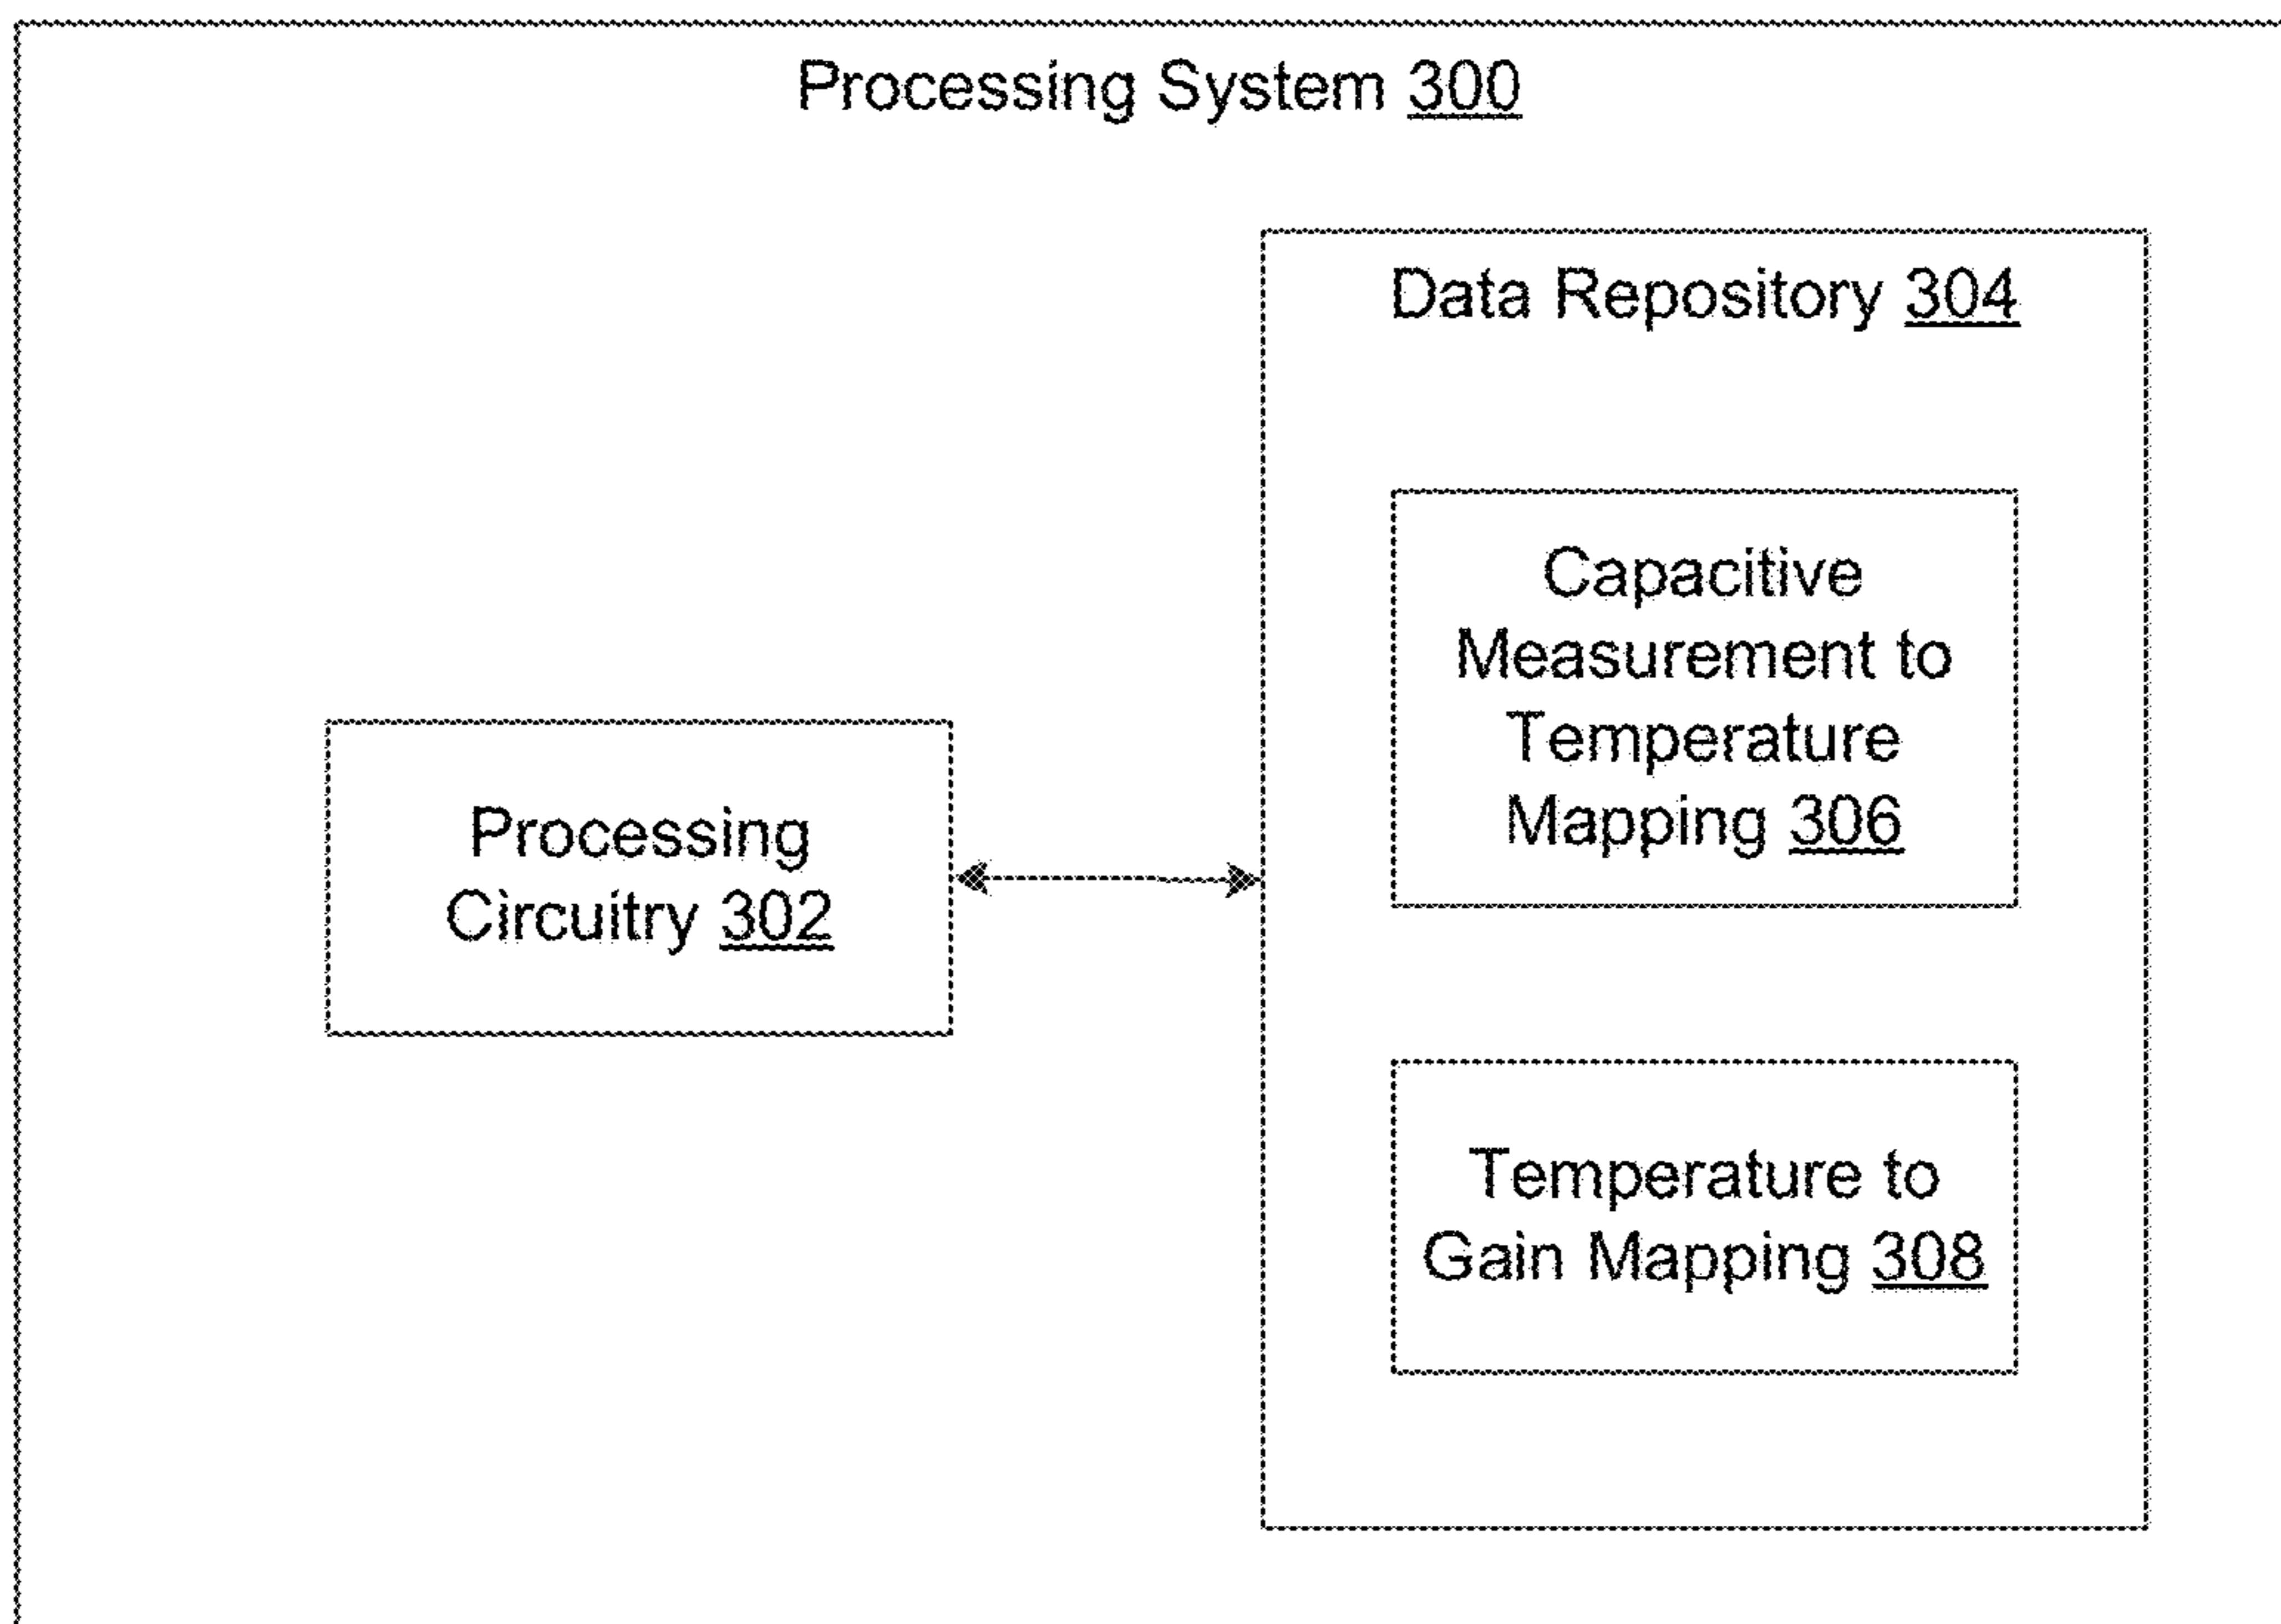 Processing System 300
Data Repository 304
Capacitive
Measurement to
Temperature
Mapping 306
Processing
Circuitry 302
Temperature to
Gain Mapping 308